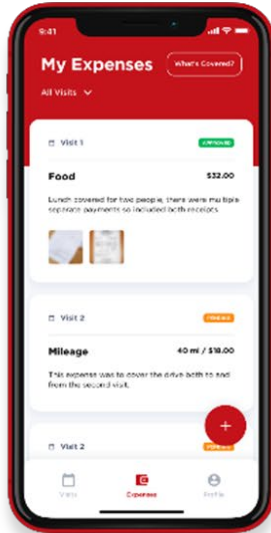 9:41
My Expenses
What's Covered?
All Visits
Visit 1
APPROVED
Food
$32.00
Lunch covered for two people, there were multiple
seperate payments so included both receipts
Visit 2
PENDING
Mileage
40 mi / $18.00
This expense was to cover the drive both to and
from the second visit.
+
Visit 2
PENDING
Visits
Expenses
Profile